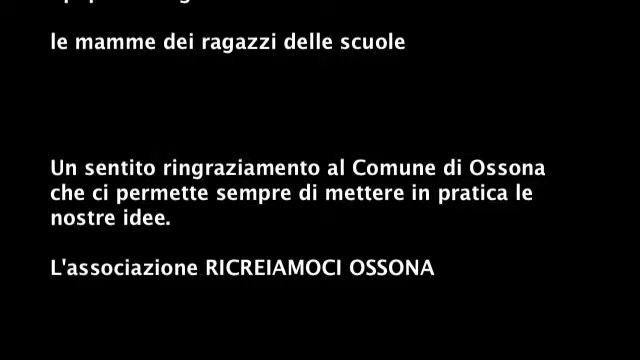 le mamme dei ragazzi delle scuole
Un sentito ringraziamento al Comune di Ossona
che ci permette sempre di mettere in pratica le
nostre idee.
L'associazione RICREIAMOCI OSSONA